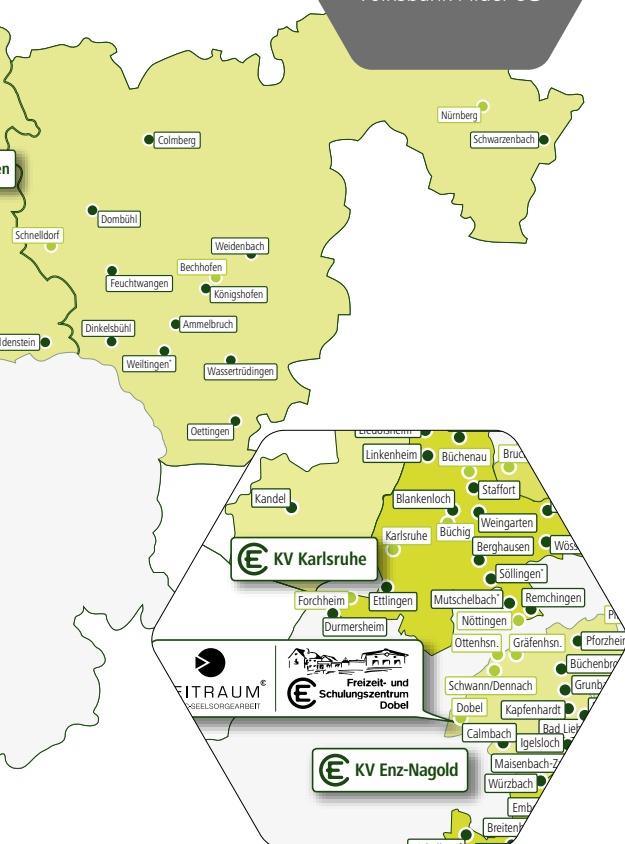 Nürnberg
Colmberg
Schwarzenbach
Dombühl
Schnelldorf
Weidenbach
Bechhofen
Feuchtwangen
Königshofen
Dinkelsbühl
Ammelbruch
Weiltingen*
Wassertrüdingen
Oettingen
Linkenheim
Büchenau
Kandel
Blankenloch
Staffort
Weingarten
Karlsruhe
Büchig
Berghausen
KV Karlsruhe
Söllingen*
Forchheim
Ettlingen
Mutschelbach*
Remchingen
Durmersheim
Nöttingen
Ottenhsn.
Gräfenhsn.
Freizeit- und
Schulungszentrum
Dobel
Schwann/Dennach
Dobel
Kapfenhardt
Calmbach
Igelsloch
KV Enz-Nagold
Würzbach